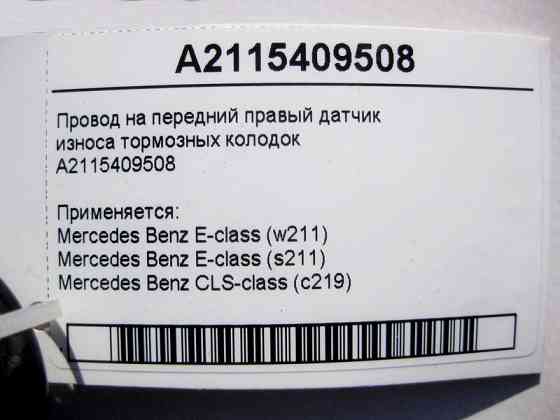 A2115409508
Провод на передний правый датчик
износа тормозных колодок
A2115409508
Применяется:
Mercedes Benz E-class (w211)
Mercedes Benz E-class (s211)
Mercedes Benz CLS-class (c219)